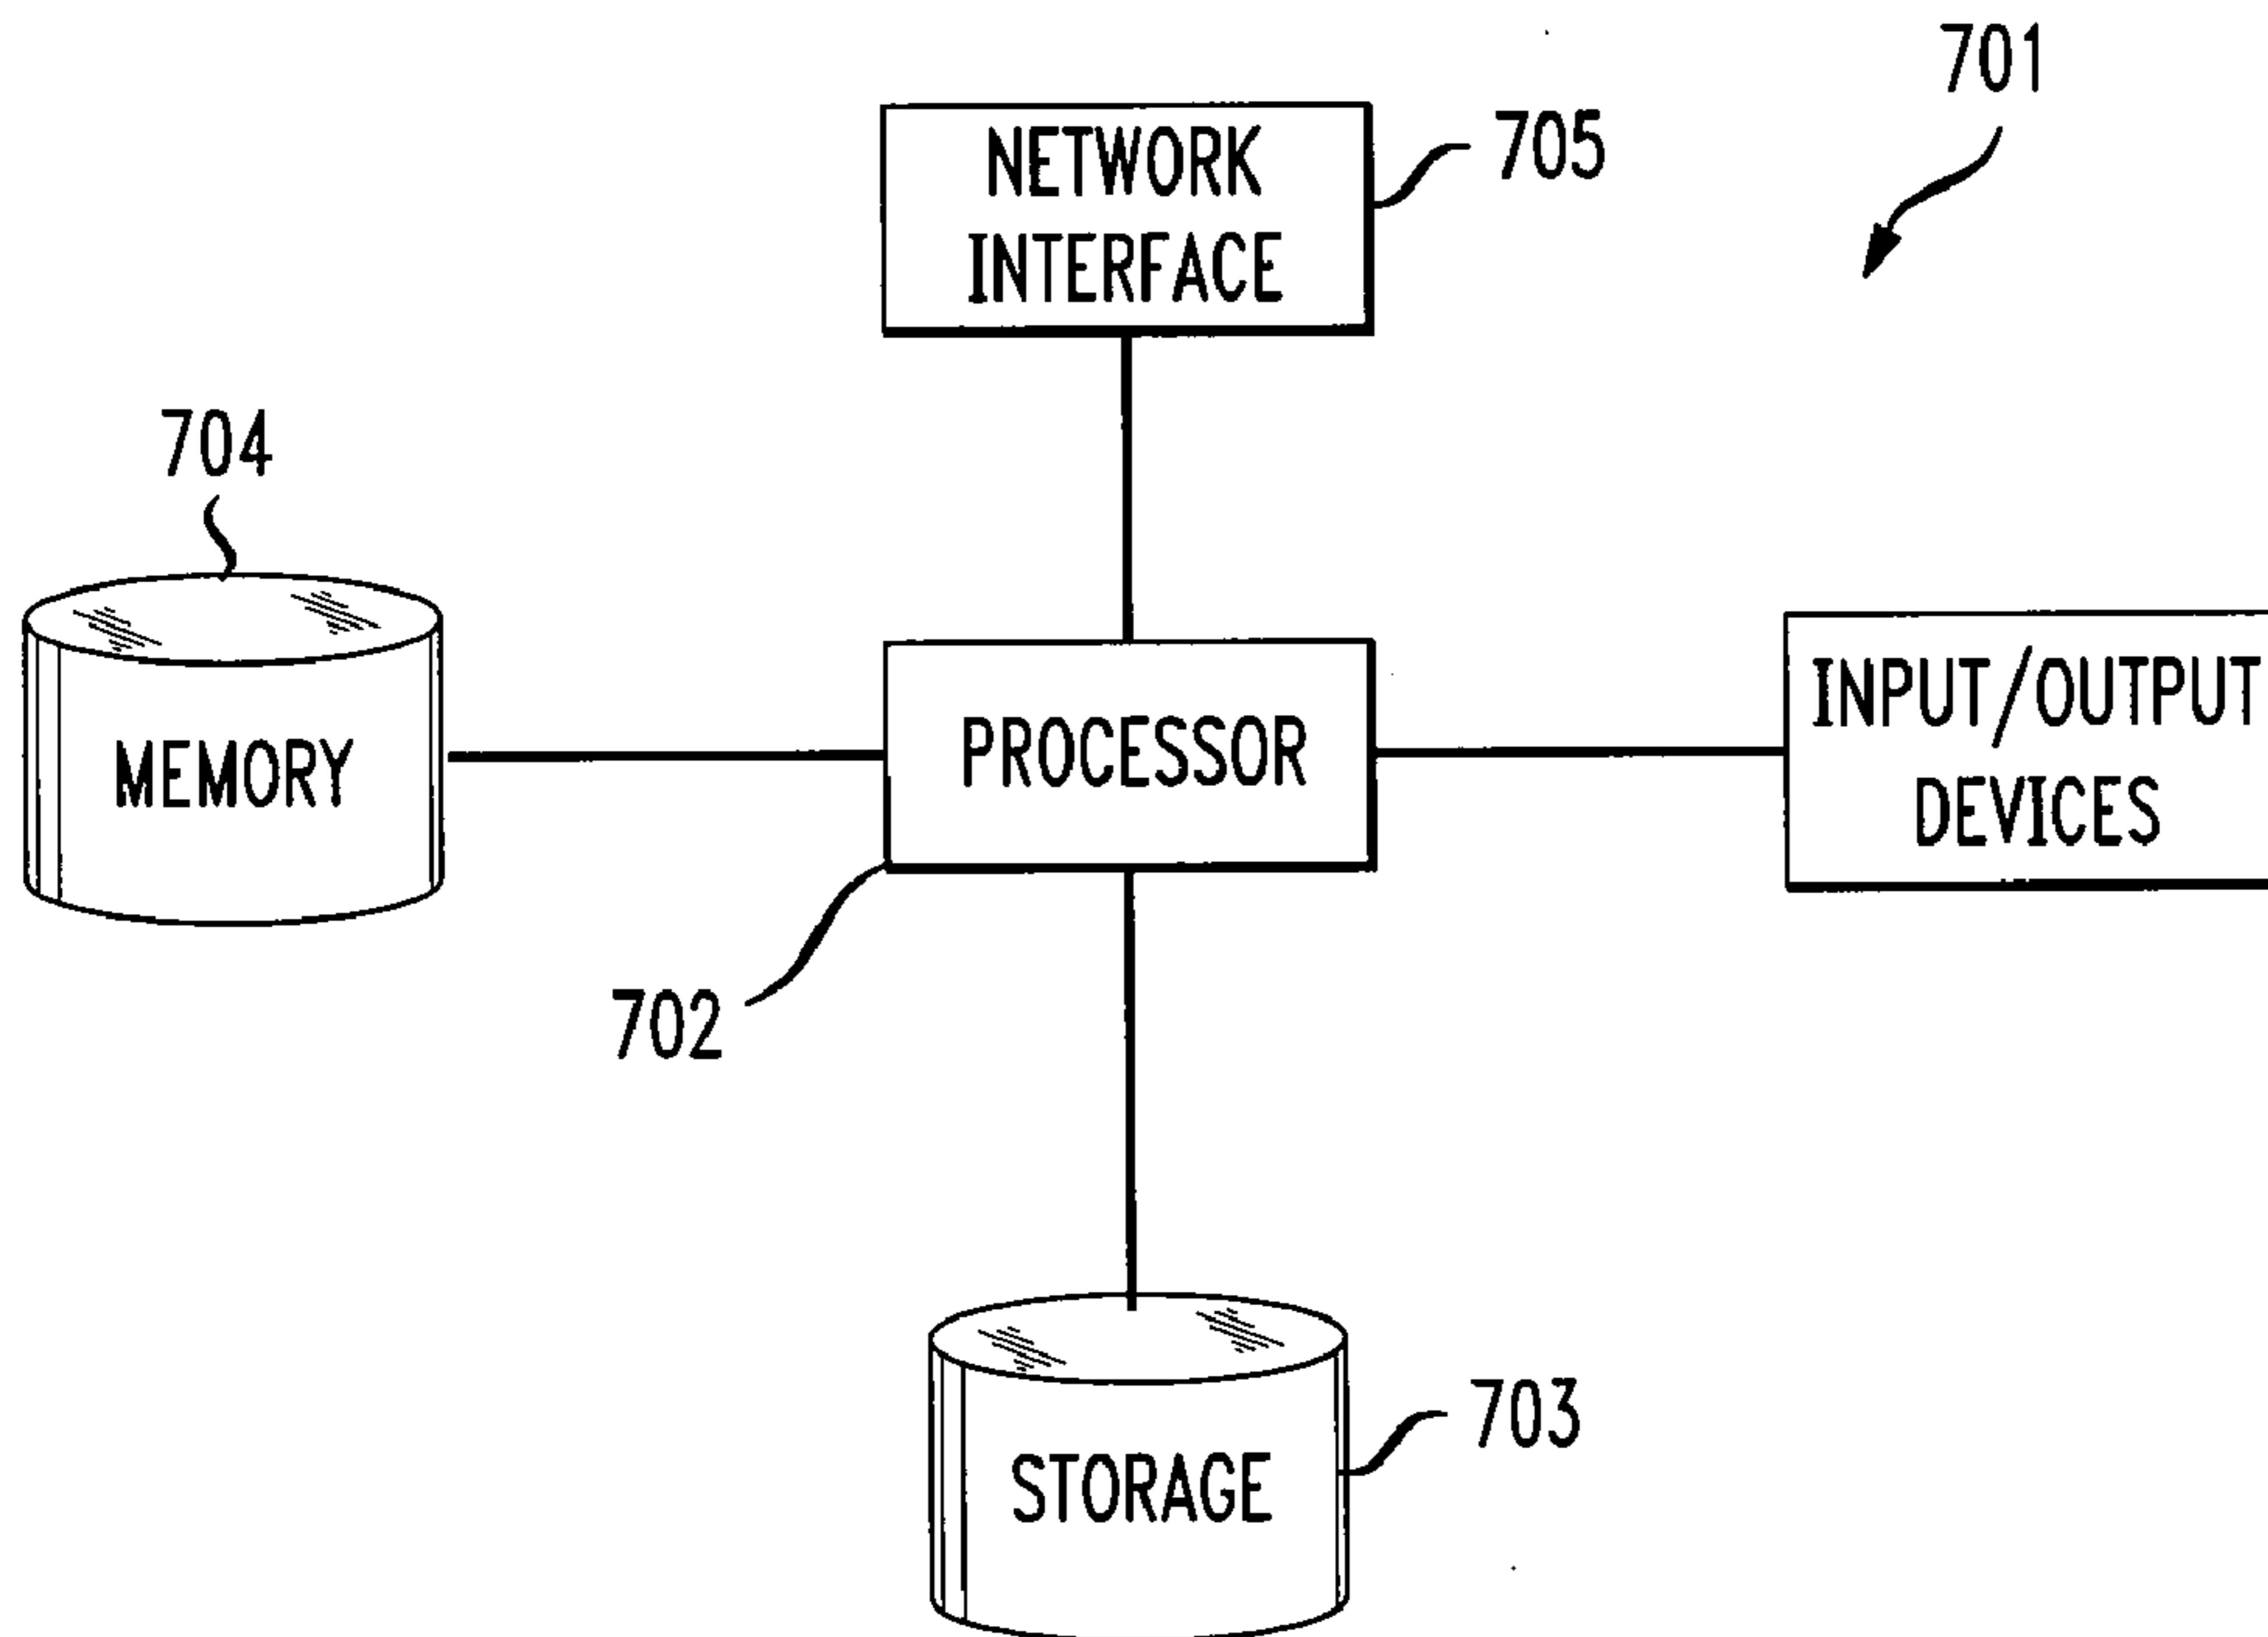 701
NETWORK
INTERFACE
705
704
MEMORY
PROCESSOR
INPUT/OUTPUT
DEVICES
702
703
STORAGE